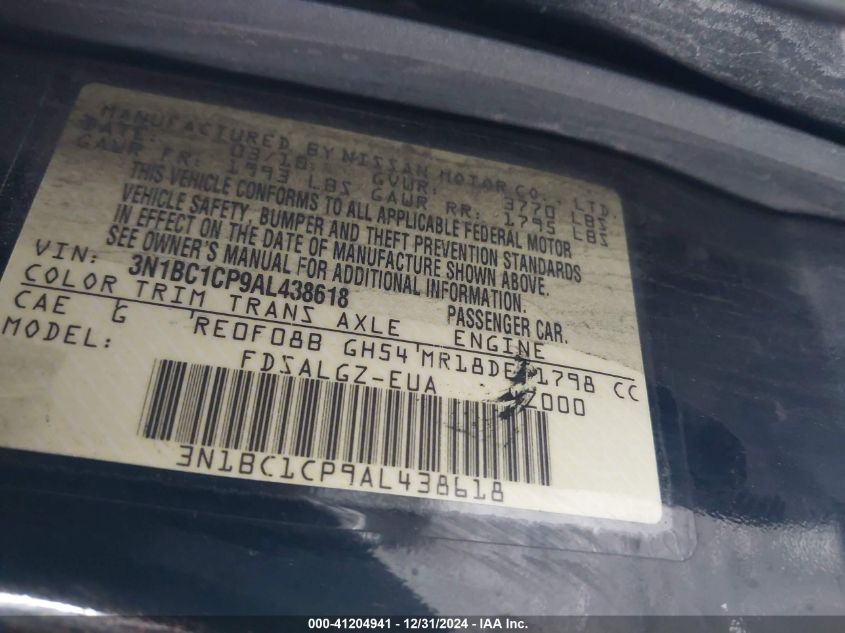 MANUFACTURED BY NISSAN MOTOR CO., LTD.
DATE: 03/10 GVWR: 3770 LBS
GAWR FR: 1993 LBS GAWR RR: 1795 LBS
THIS VEHICLE CONFORMS TO ALL APPLICABLE FEDERAL MOTOR
VEHICLE SAFETY, BUMPER AND THEFT PREVENTION STANDARDS
IN EFFECT ON THE DATE OF MANUFACTURE SHOWN ABOVE.
SEE OWNER'S MANUAL FOR ADDITIONAL INFORMATION.
VIN: 3N1BC1CP9AL438618 PASSENGER CAR.
COLOR TRIM TRANS AXLE ENGINE
CAE G RE0F08B GH54 MR18DE 1798 CC
MODEL: FDSALGZ-EUA
3N1BC1CP9AL438618
000-41204941 - 12/31/2024 - IAA Inc.